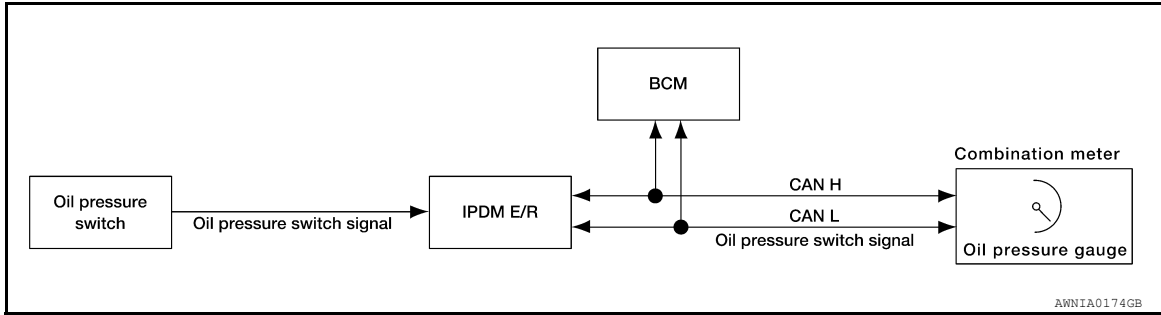 BCM
Combination meter
Oil pressure
switch
Oil pressure switch signal
IPDM E/R
CAN H
CAN L
Oil pressure switch signal
Oil pressure gauge
AWNIA0174GB